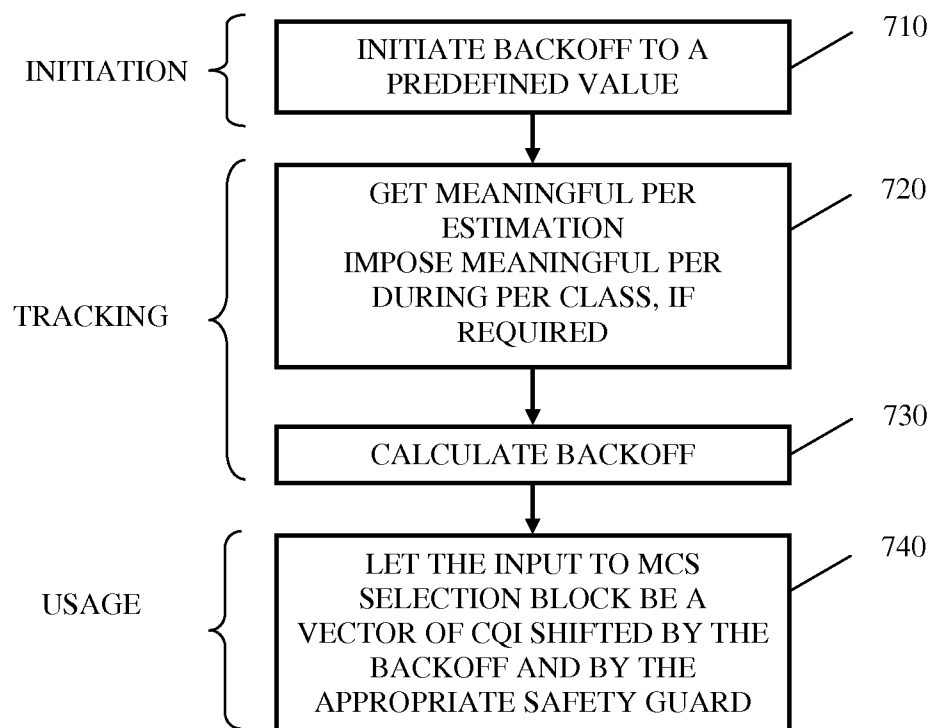 INITIATION
INITIATE BACKOFF TO A
PREDEFINED VALUE
710
TRACKING
GET MEANINGFUL PER
ESTIMATION
IMPOSE MEANINGFUL PER
DURING PER CLASS, IF
REQUIRED
720
CALCULATE BACKOFF
730
USAGE
LET THE INPUT TO MCS
SELECTION BLOCK BE A
VECTOR OF CQI SHIFTED BY THE
BACKOFF AND BY THE
APPROPRIATE SAFETY GUARD
740